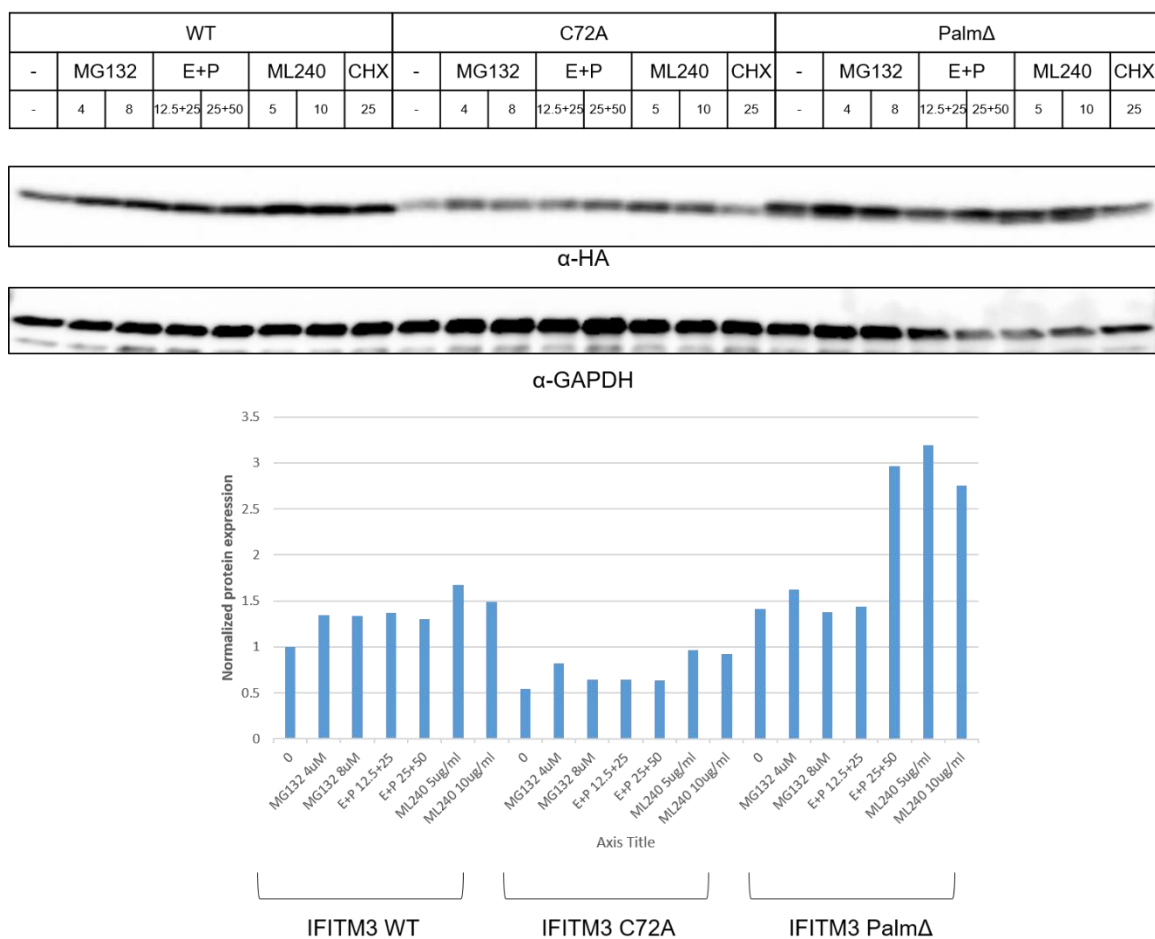 WT C72A PalmΔ
- MG132 E+P ML240 CHX - MG132 E+P ML240 CHX - MG132 E+P ML240 CHX
- 4 8 12.5+25 25+50 5 10 25 - 4 8 12.5+25 25+50 5 10 25 - 4 8 12.5+25 25+50 5 10 25
α-HA
α-GAPDH
3.5
3
2.5
2
1.5
1
0.5
0
Normalized protein expression
0 MG132 4uM MG132 8uM E+P 12.5+25 E+P 25+50 ML240 5ug/ml ML240 10ug/ml 0 MG132 4uM MG132 8uM E+P 12.5+25 E+P 25+50 ML240 5ug/ml ML240 10ug/ml 0 MG132 4uM MG132 8uM E+P 12.5+25 E+P 25+50 ML240 5ug/ml ML240 10ug/ml
Axis Title
IFITM3 WT IFITM3 C72A IFITM3 PalmΔ